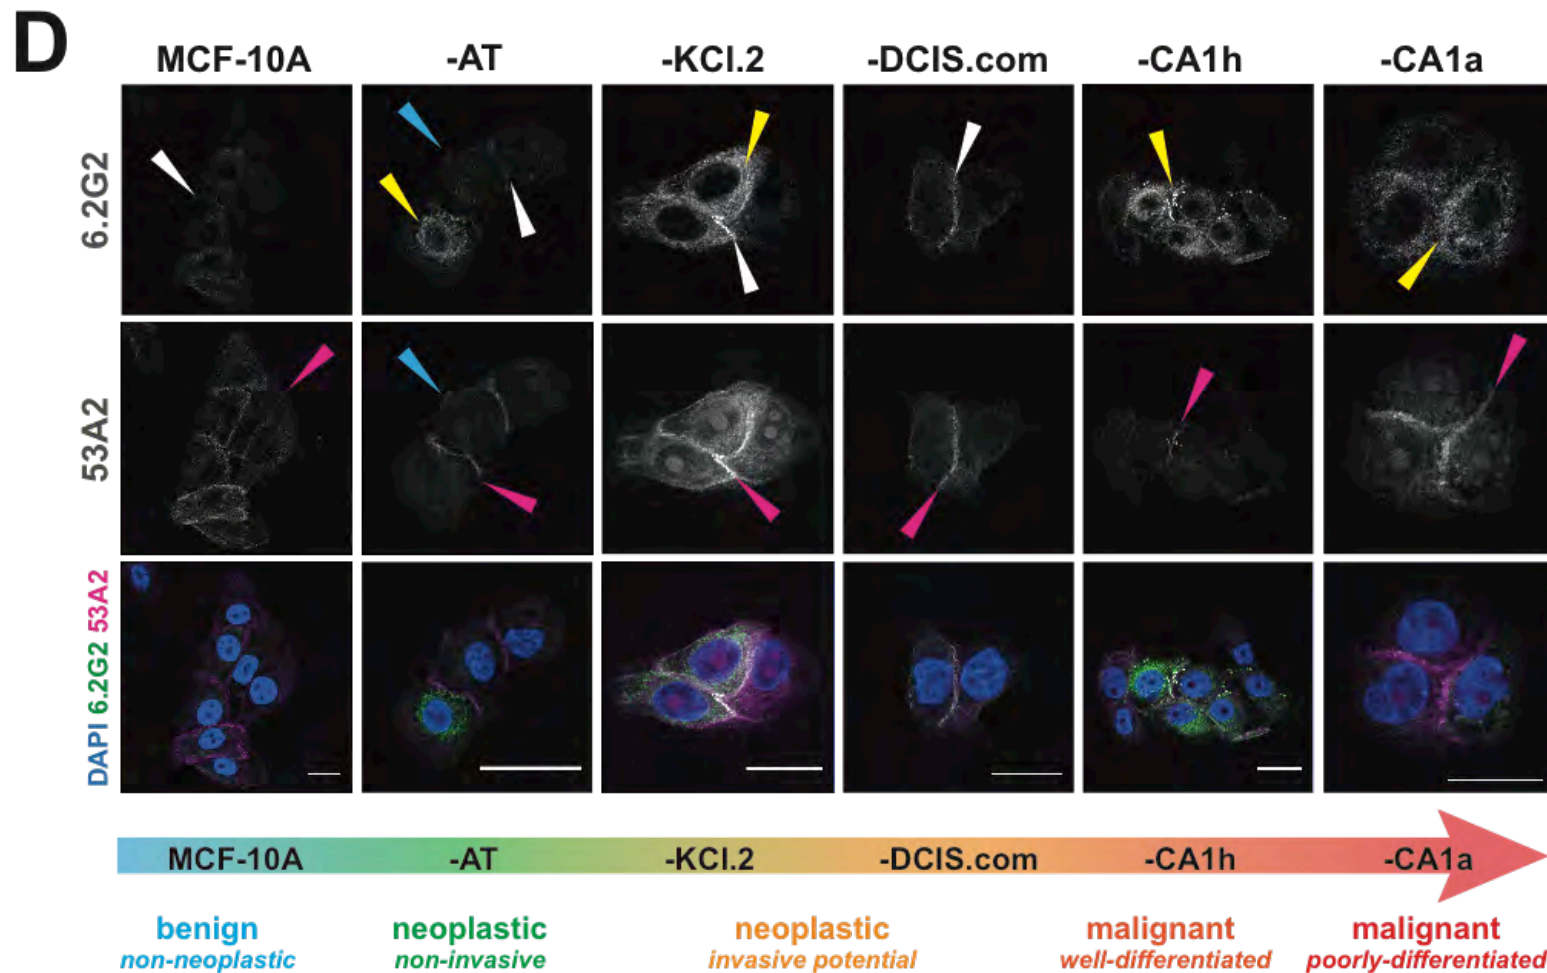 D
MCF-10A -AT -KCl.2 -DCIS.com -CA1h -CA1a
6.2G2
53A2
DAPI 6.2G2 53A2
MCF-10A -AT -KCl.2 -DCIS.com -CA1h -CA1a
benign neoplastic neoplastic malignant malignant
non-neoplastic non-invasive invasive potential well-differentiated poorly-differentiated